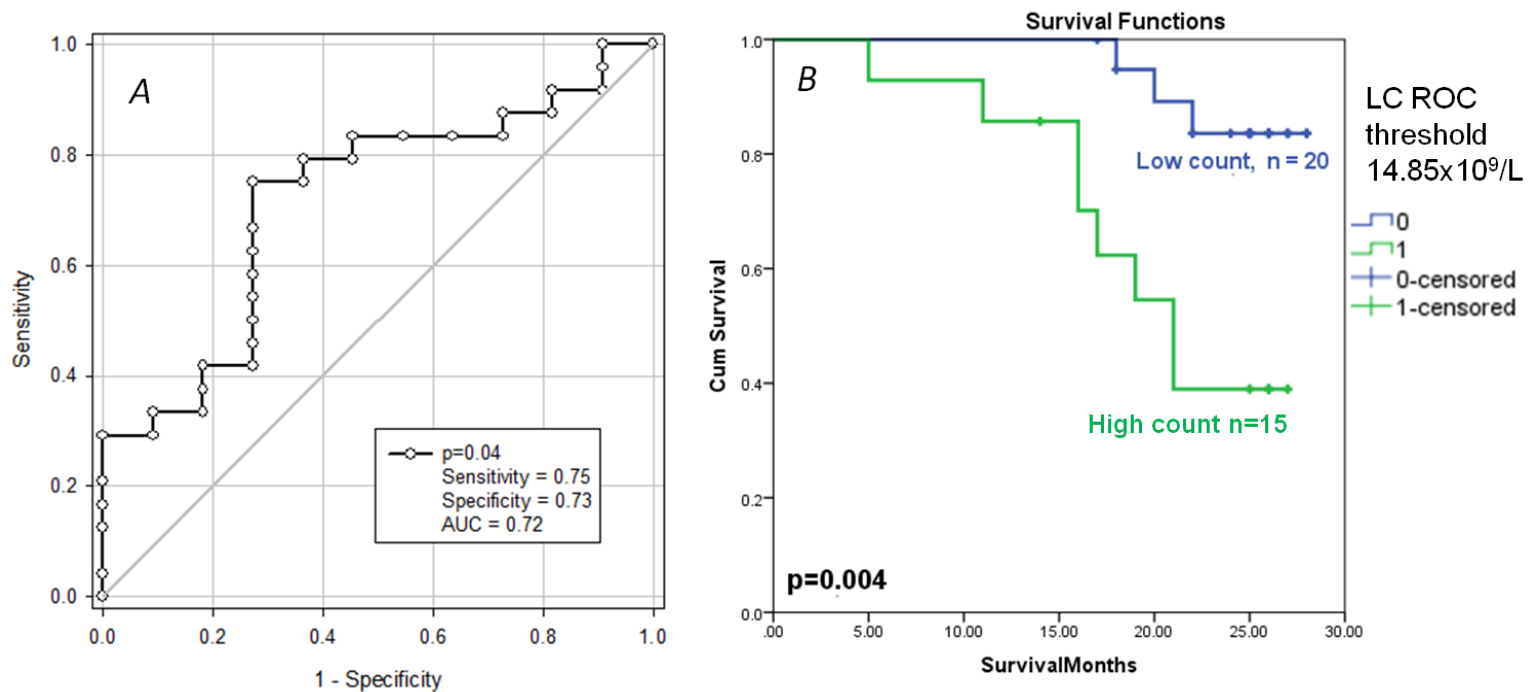 A
1.0
0.8
0.6
0.4
0.2
0.0
Sensitivity
p=0.04
Sensitivity = 0.75
Specificity = 0.73
AUC = 0.72
0.0 0.2 0.4 0.6 0.8 1.0
1 - Specificity
Survival Functions
B
1.0
0.8
0.6
0.4
0.2
0.0
Cum Survival
Low count, n = 20
High count n=15
p=0.004
.00 5.00 10.00 15.00 20.00 25.00 30.00
SurvivalMonths
LC ROC
threshold
14.85x10⁹/L
0
1
0-censored
1-censored